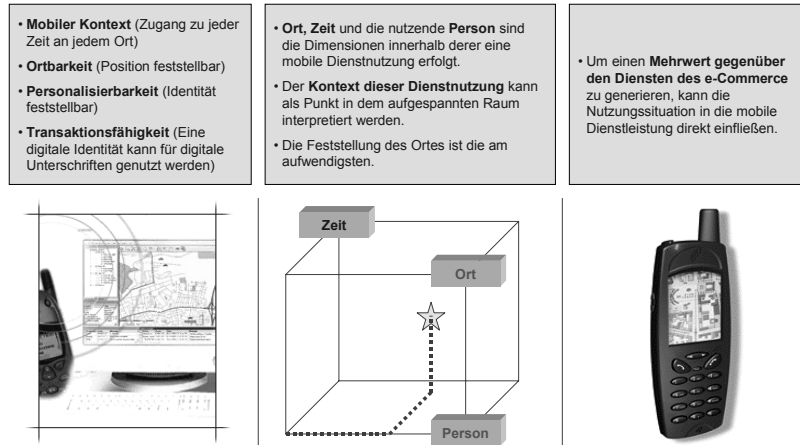 • Mobiler Kontext (Zugang zu jeder
Zeit an jedem Ort)
• Ortbarkeit (Position feststellbar)
• Personalisierbarkeit (Identität
feststellbar)
• Transaktionsfähigkeit (Eine
digitale Identität kann für digitale
Unterschriften genutzt werden)
• Ort, Zeit und die nutzende Person sind
die Dimensionen innerhalb derer eine
mobile Dienstnutzung erfolgt.
• Der Kontext dieser Dienstnutzung kann
als Punkt in dem aufgespannten Raum
interpretiert werden.
• Die Feststellung des Ortes ist die am
aufwendigsten.
• Um einen Mehrwert gegenüber
den Diensten des e-Commerce
zu generieren, kann die
Nutzungssituation in die mobile
Dienstleistung direkt einfließen.
Zeit
Ort
Person